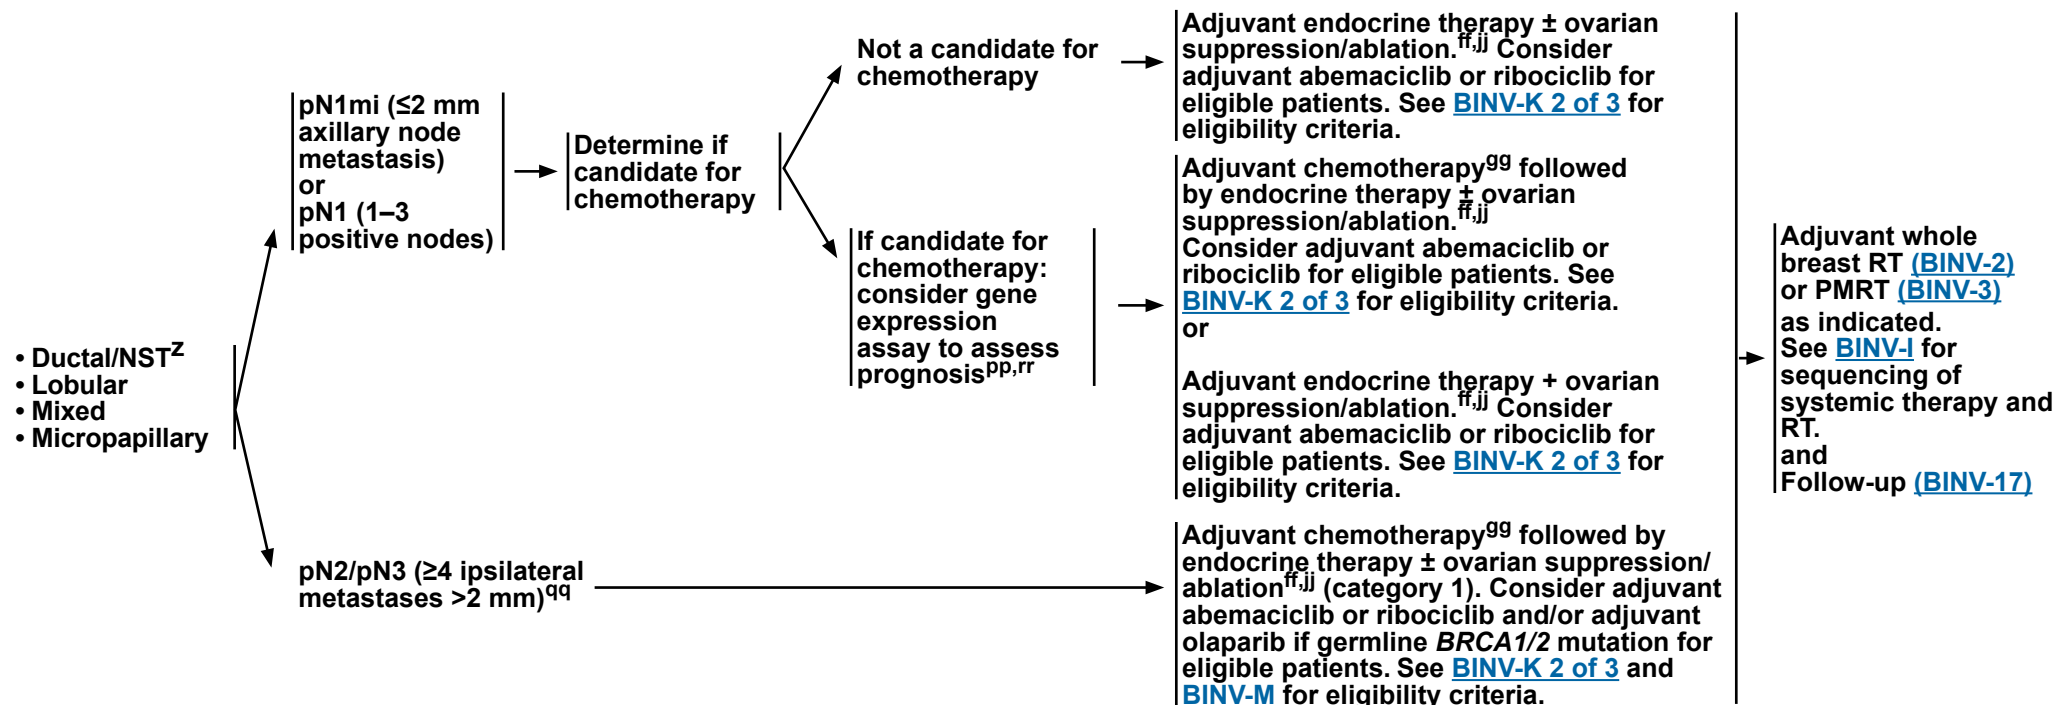 • Ductal/NSTz
• Lobular
• Mixed
• Micropapillary
pN1mi (≤2 mm
axillary node
metastasis)
or
pN1 (1–3
positive nodes)
Determine if
candidate for
chemotherapy
Not a candidate for
chemotherapy
Adjuvant endocrine therapy ± ovarian
suppression/ablation.ff,jj Consider
adjuvant abemaciclib or ribociclib for
eligible patients. See BINV-K 2 of 3 for
eligibility criteria.
If candidate for
chemotherapy:
consider gene
expression
assay to assess
prognosispp,rr
Adjuvant chemotherapygg followed
by endocrine therapy ± ovarian
suppression/ablation.ff,jj
Consider adjuvant abemaciclib or
ribociclib for eligible patients. See
BINV-K 2 of 3 for eligibility criteria.
or
Adjuvant endocrine therapy + ovarian
suppression/ablation.ff,jj Consider
adjuvant abemaciclib or ribociclib for
eligible patients. See BINV-K 2 of 3 for
eligibility criteria.
pN2/pN3 (≥4 ipsilateral
metastases >2 mm)qq
Adjuvant chemotherapygg followed by
endocrine therapy ± ovarian suppression/
ablationff,jj (category 1). Consider adjuvant
abemaciclib or ribociclib and/or adjuvant
olaparib if germline BRCA1/2 mutation for
eligible patients. See BINV-K 2 of 3 and
BINV-M for eligibility criteria.
Adjuvant whole
breast RT (BINV-2)
or PMRT (BINV-3)
as indicated.
See BINV-I for
sequencing of
systemic therapy and
RT.
and
Follow-up (BINV-17)